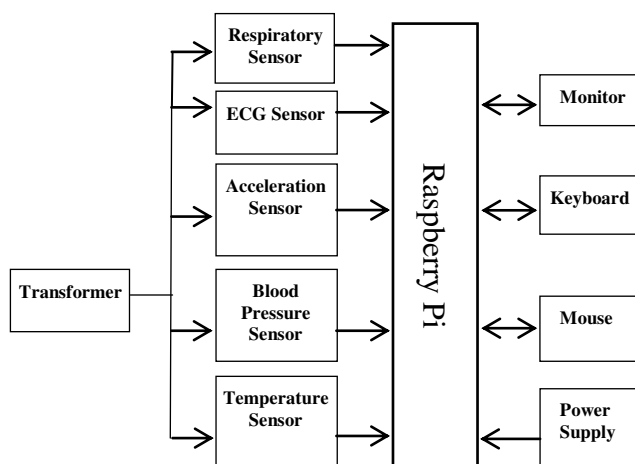 Respiratory
Sensor
ECG Sensor
Acceleration
Sensor
Transformer
Blood
Pressure
Sensor
Temperature
Sensor
Raspberry Pi
Monitor
Keyboard
Mouse
Power
Supply